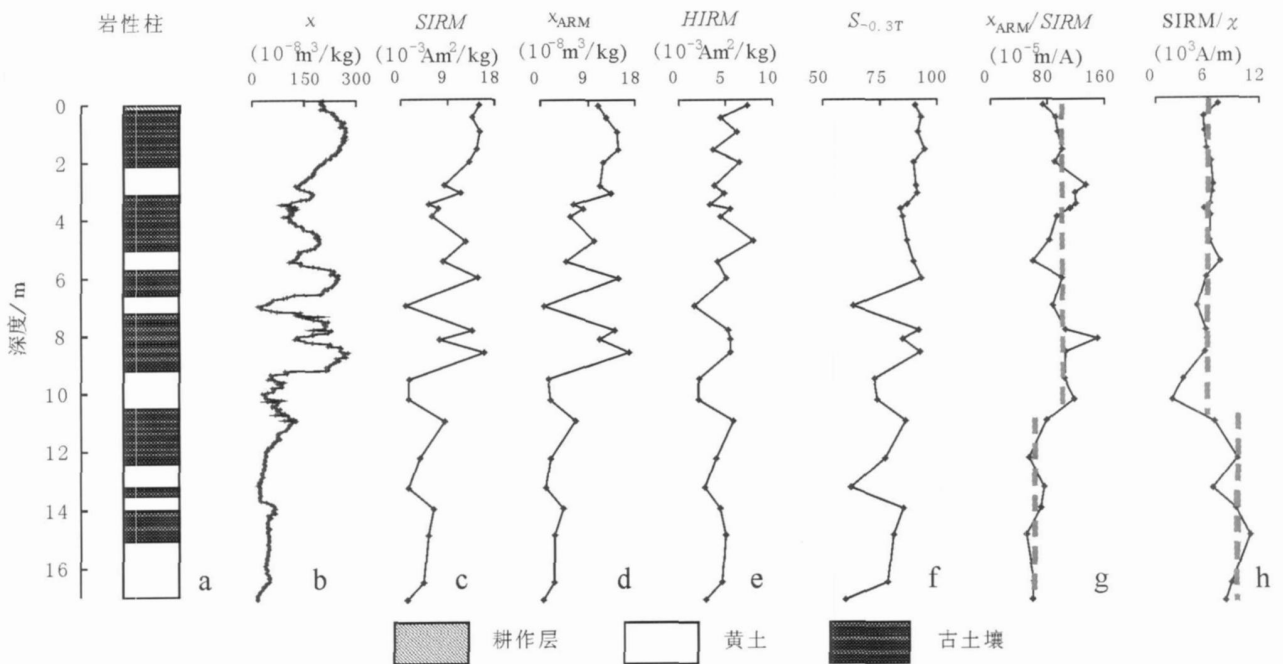 岩性柱
x
(10⁻⁸m³/kg)
0 150 300
SIRM
(10⁻³Am²/kg)
0 9 18
x_ARM
(10⁻⁸m³/kg)
0 9 18
HIRM
(10⁻³Am²/kg)
0 5 10
S₋₀.₃T
50 75 100
x_ARM/SIRM
(10⁻⁵m/A)
0 80 160
SIRM/χ
(10³A/m)
0 6 12
深度/m
0
2
4
6
8
10
12
14
16
a b c d e f g h
耕作层 黄土 古土壤